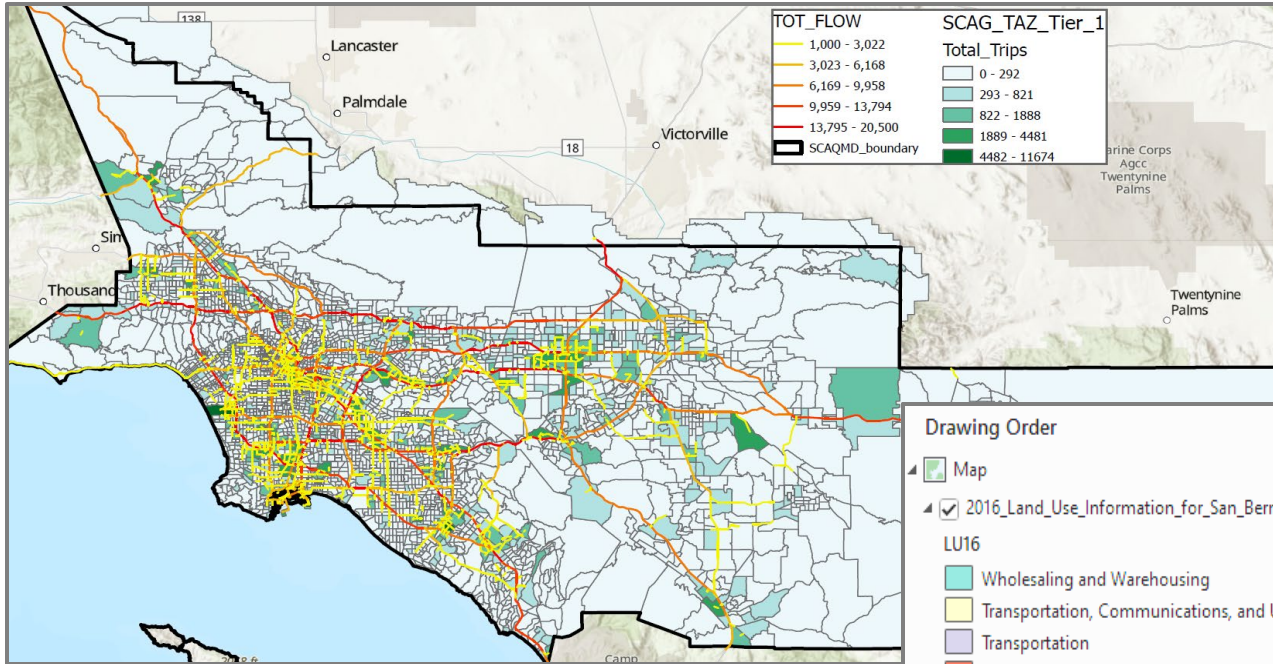 138
Lancaster
Palmdale
Victorville
18
TOT_FLOW
1,000 - 3,022
3,023 - 6,168
6,169 - 9,958
9,959 - 13,794
13,795 - 20,500
SCAQMD_boundary
SCAG_TAZ_Tier_1
Total_Trips
0 - 292
293 - 821
822 - 1888
1889 - 4481
4482 - 11674
arine Corps
Agcc
Twentynine
Palms
Sin
Thousand
Twentynine
Palms
Camp
Drawing Order
Map
2016_Land_Use_Information_for_San_Bern
LU16
Wholesaling and Warehousing
Transportation, Communications, and U
Transportation